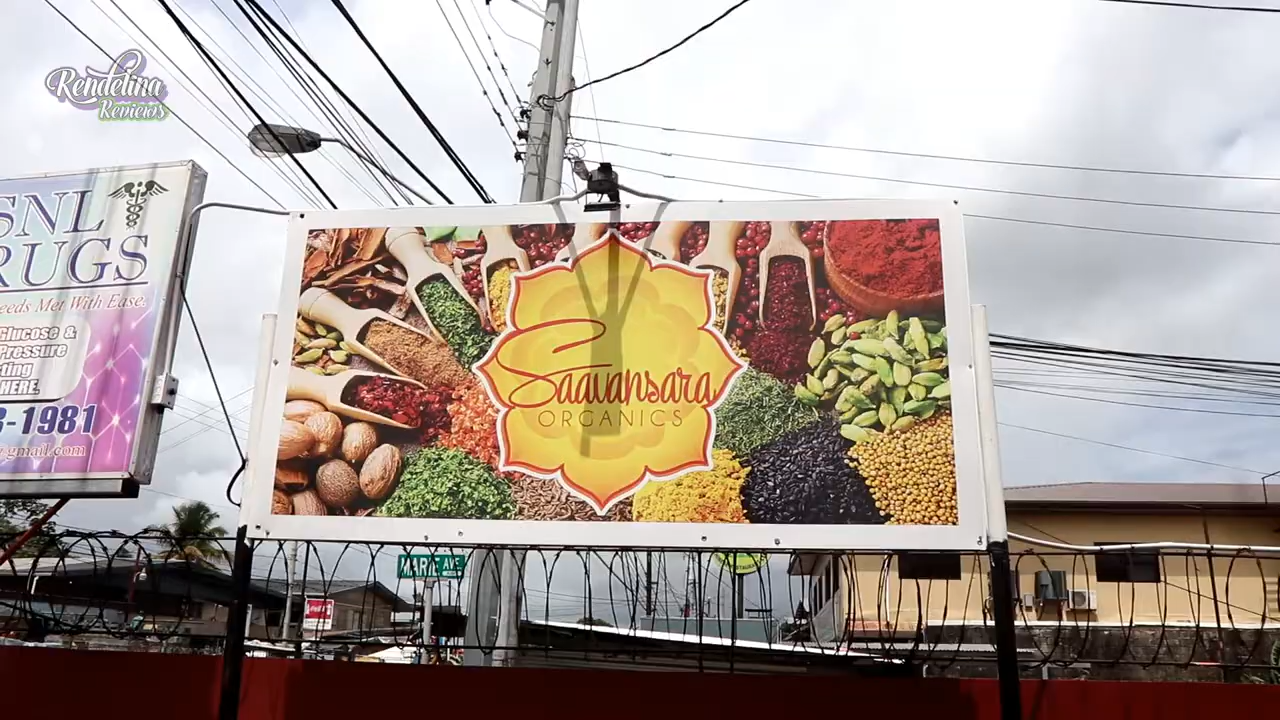 Rendelina
Reviews
SNL
RUGS
eeds Met With Ease.
Glucose &
Pressure
ting
HERE.
3-1981
gmail.com
Saavansara
ORGANICS
MARIE AVE